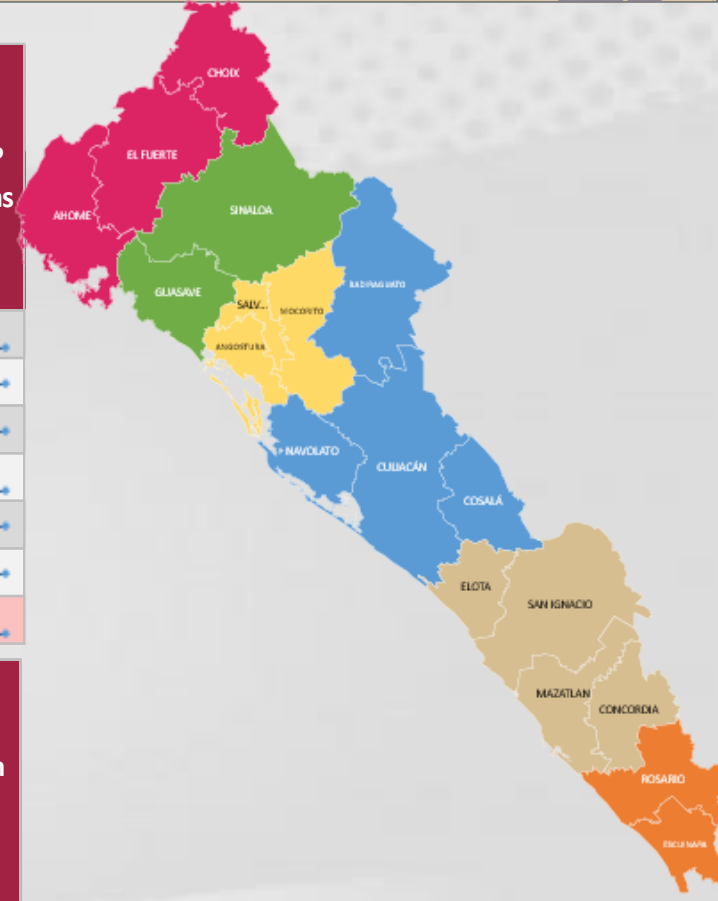 CHOIX
EL FUERTE
AHOME
SINALOA
GUASAVE
BADIRAGUATO
SALV...
MOCORITO
ANGOSTURA
NAVOLATO
CULIACÁN
COSALÁ
ELOTA
SAN IGNACIO
MAZATLAN
CONCORDIA
ROSARIO
ESCUINAPA